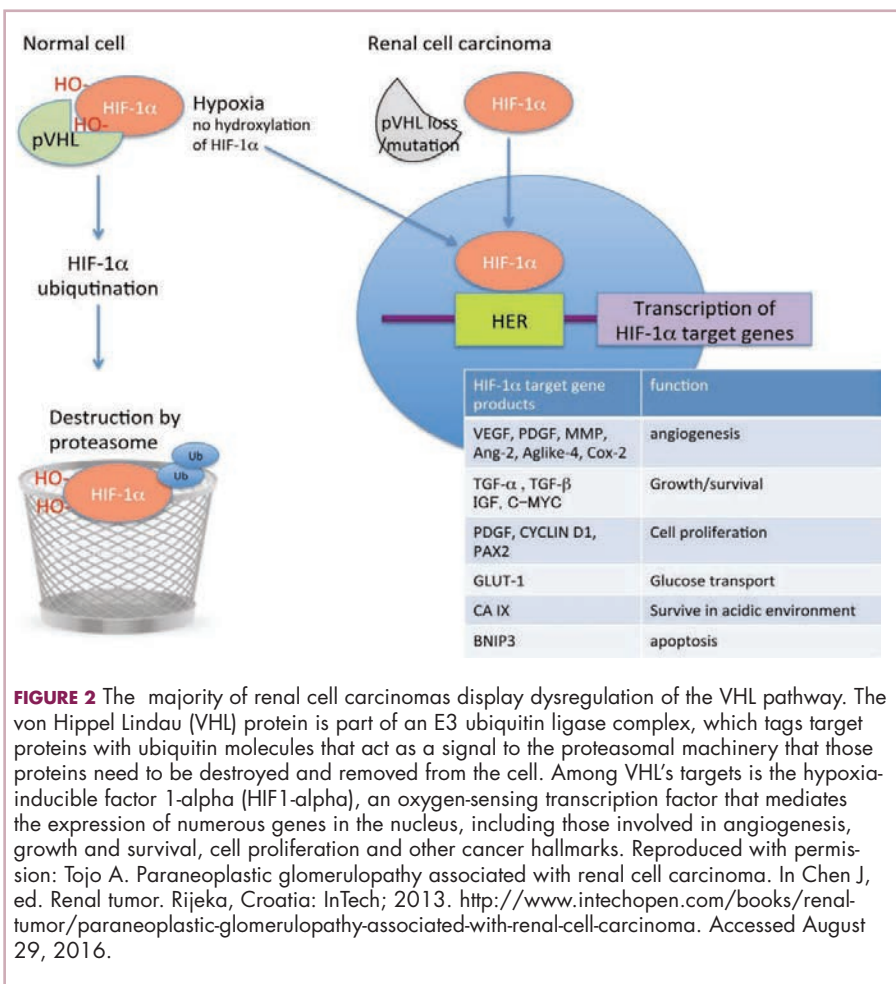 Normal cell
Renal cell carcinoma
HO-
HIF-1α
HO-
pVHL
Hypoxia
no hydroxylation
of HIF-1α
HIF-1α
pVHL loss
/mutation
HIF-1α
ubiqutination
HIF-1α
HER
Transcription of
HIF-1α target genes
Destruction by
proteasome
Ub
Ub
HO-
HIF-1α
HO-
HIF-1α target gene products function
VEGF, PDGF, MMP, angiogenesis
Ang-2, Aglike-4, Cox-2
TGF-α , TGF-β Growth/survival
IGF, C-MYC
PDGF, CYCLIN D1, Cell proliferation
PAX2
GLUT-1 Glucose transport
CA IX Survive in acidic environment
BNIP3 apoptosis
FIGURE 2 The majority of renal cell carcinomas display dysregulation of the VHL pathway. The
von Hippel Lindau (VHL) protein is part of an E3 ubiquitin ligase complex, which tags target
proteins with ubiquitin molecules that act as a signal to the proteasomal machinery that those
proteins need to be destroyed and removed from the cell. Among VHL's targets is the hypoxia-
inducible factor 1-alpha (HIF1-alpha), an oxygen-sensing transcription factor that mediates
the expression of numerous genes in the nucleus, including those involved in angiogenesis,
growth and survival, cell proliferation and other cancer hallmarks. Reproduced with permis-
sion: Tojo A. Paraneoplastic glomerulopathy associated with renal cell carcinoma. In Chen J,
ed. Renal tumor. Rijeka, Croatia: InTech; 2013. http://www.intechopen.com/books/renal-
tumor/paraneoplastic-glomerulopathy-associated-with-renal-cell-carcinoma. Accessed August
29, 2016.